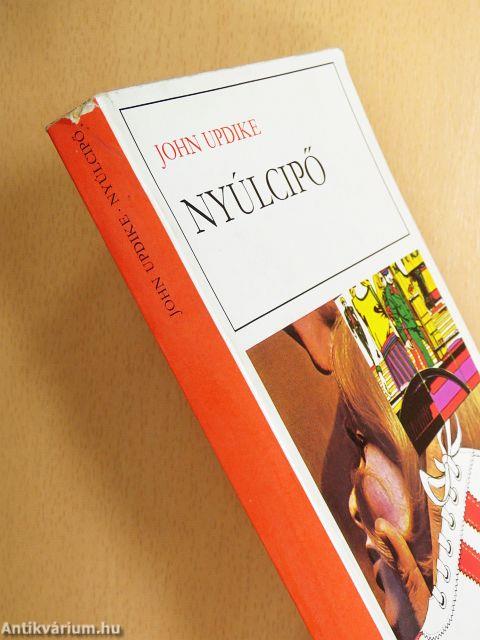 JOHN UPDIKE
NYÚLCIPŐ
JOHN UPDIKE · NYÚLCIPŐ
Antikvárium.hu